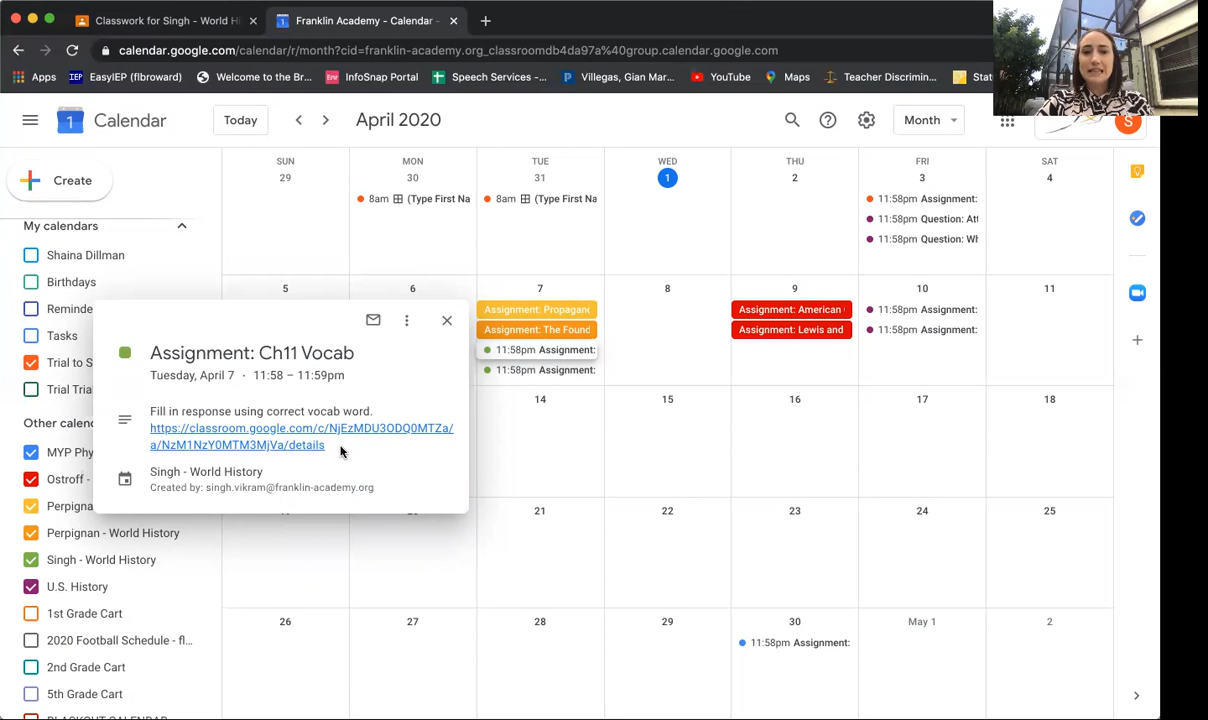 Classwork for Singh - World Hi
Franklin Academy - Calendar -
calendar.google.com/calendar/r/month?cid=franklin-academy.org_classroomdb4da97a%40group.calendar.google.com
Apps
IEP EasyIEP (flbroward)
Welcome to the Br...
InfoSnap Portal
Speech Services -...
Villegas, Gian Mar...
YouTube
Maps
Teacher Discrimin...
Stat
1
Calendar
Today
April 2020
Month
S
Create
My calendars
Shaina Dillman
Birthdays
Reminde
Tasks
Trial to S
Trial Tria
Other calend
MYP Phy
Ostroff -
Perpigna
Perpignan - World History
Singh - World History
U.S. History
1st Grade Cart
2020 Football Schedule - fl...
2nd Grade Cart
5th Grade Cart
BLACKOUT CALENDAR
SUN MON TUE WED THU FRI SAT
29 30 31 1 2 3 4
8am (Type First Na
8am (Type First Na
11:58pm Assignment:
11:58pm Question: Att
11:58pm Question: Wh
5 6 7 8 9 10 11
Assignment: Propaganc
Assignment: The Found
11:58pm Assignment:
11:58pm Assignment:
Assignment: American
Assignment: Lewis and
11:58pm Assignment:
11:58pm Assignment:
Assignment: Ch11 Vocab
Tuesday, April 7 · 11:58 – 11:59pm
Fill in response using correct vocab word.
https://classroom.google.com/c/NjEzMDU3ODQ0MTZa/
a/NzM1NzY0MTM3MjVa/details
Singh - World History
Created by: singh.vikram@franklin-academy.org
14 15 16 17 18
21 22 23 24 25
26 27 28 29 30 May 1 2
11:58pm Assignment: